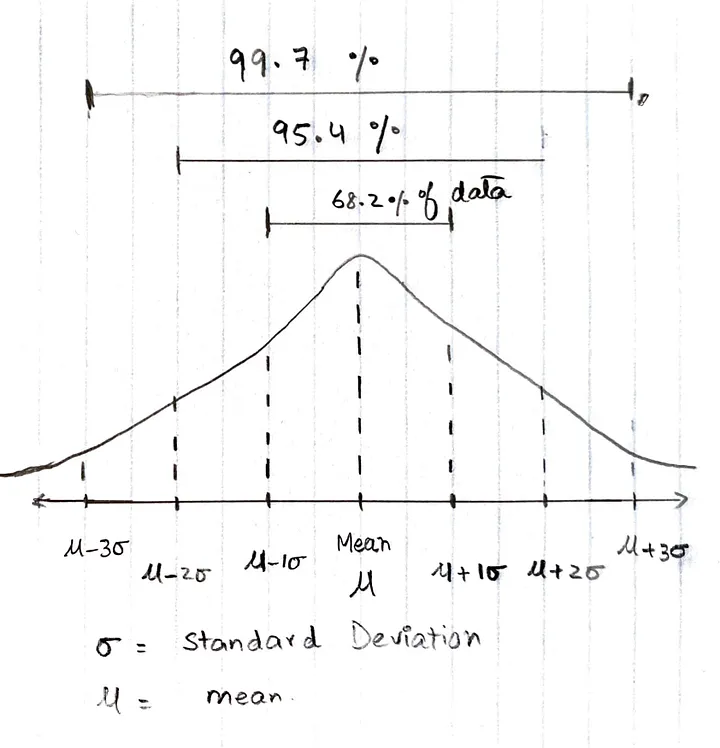 99.7 %
95.4 %
68.2% of data
μ-3σ
μ-2σ
μ-1σ
Mean
μ
μ+1σ
μ+2σ
μ+3σ
σ = Standard Deviation
μ = mean.